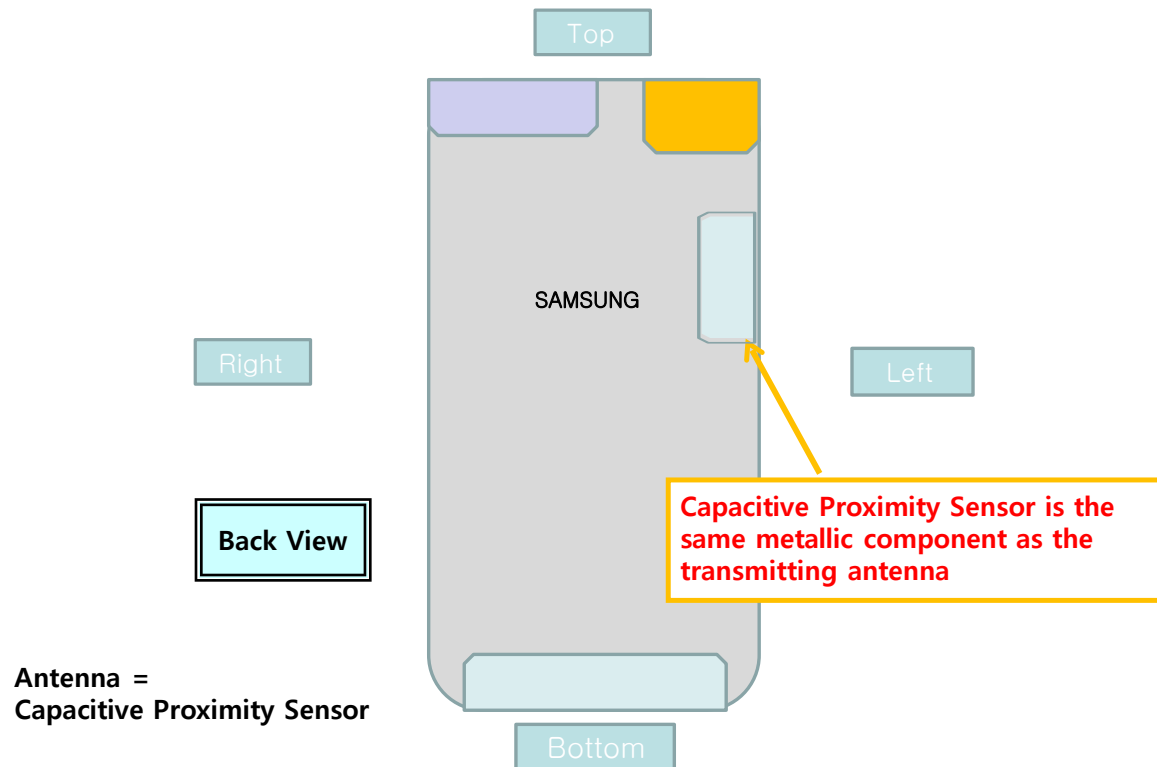 Top
SAMSUNG
Right
Left
Capacitive Proximity Sensor is the
same metallic component as the
transmitting antenna
Back View
Antenna =
Capacitive Proximity Sensor
Bottom